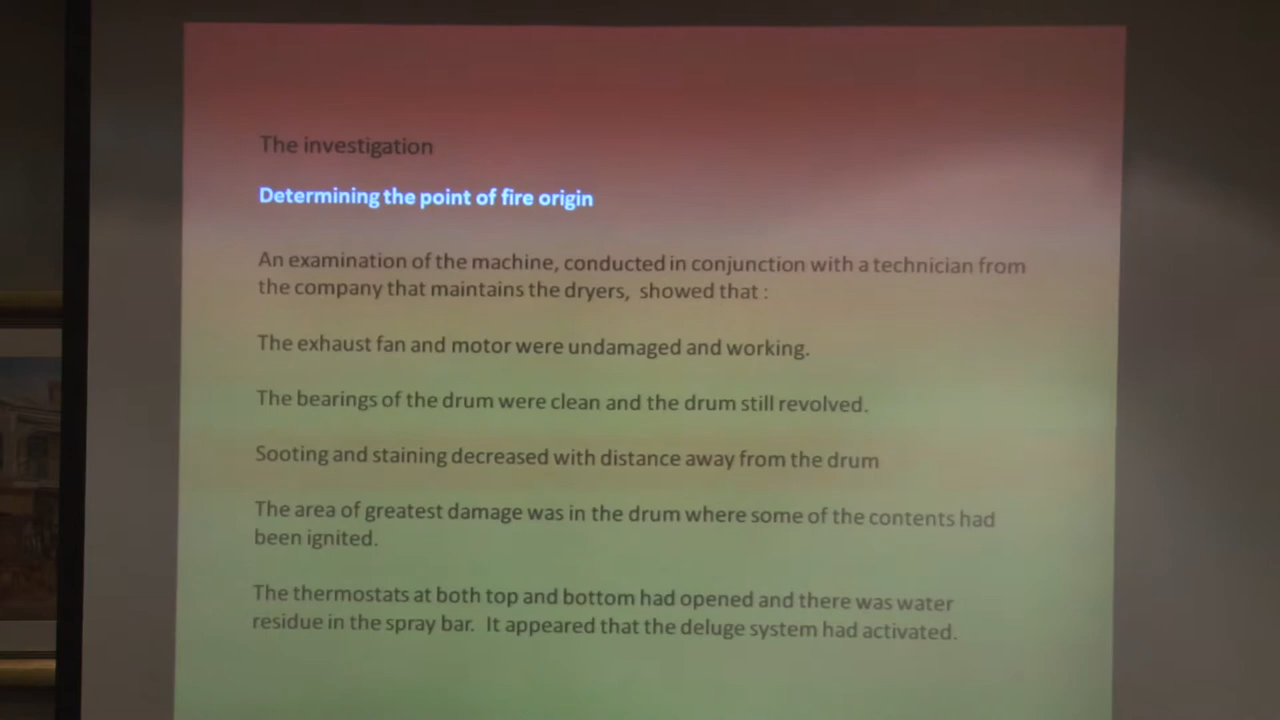 The investigation
Determining the point of fire origin
An examination of the machine, conducted in conjunction with a technician from
the company that maintains the dryers, showed that :
The exhaust fan and motor were undamaged and working.
The bearings of the drum were clean and the drum still revolved.
Sooting and staining decreased with distance away from the drum
The area of greatest damage was in the drum where some of the contents had
been ignited.
The thermostats at both top and bottom had opened and there was water
residue in the spray bar. It appeared that the deluge system had activated.